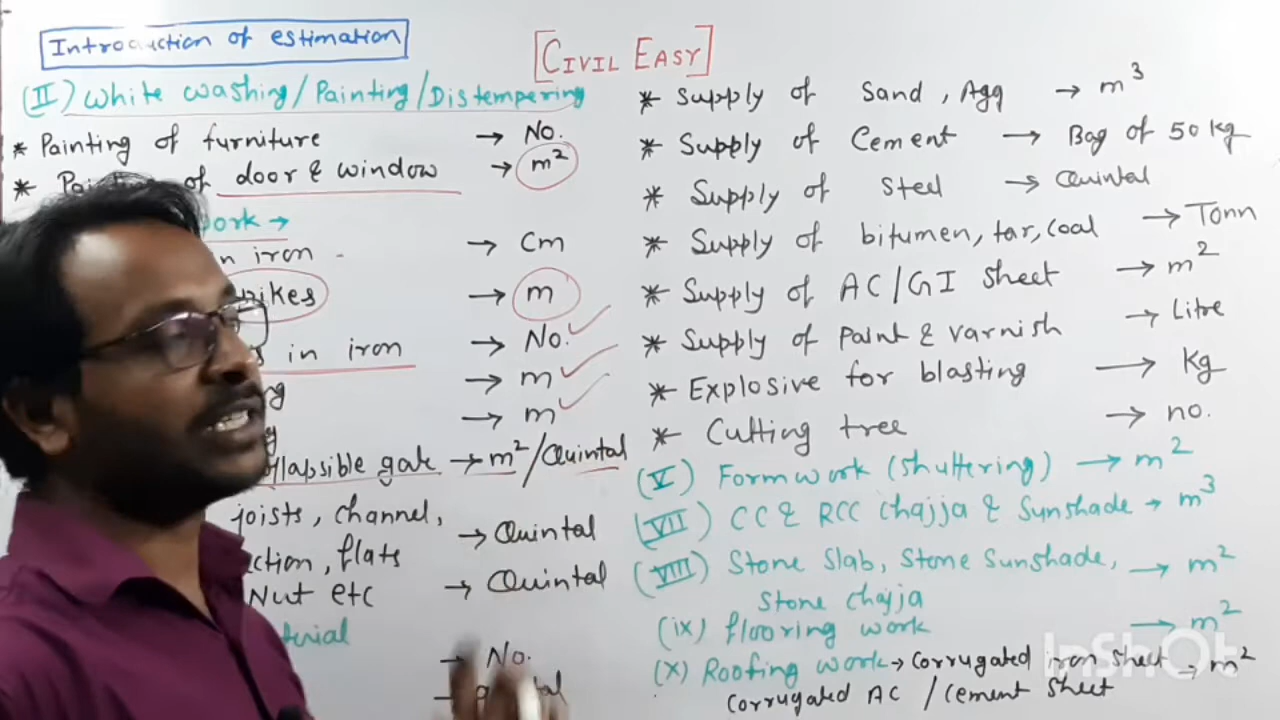 Introduction of estimation
[CIVIL EASY]
(II) White washing/Painting/Distempering
* Painting of furniture → No.
* of door & window → m²
→
n iron → Cm
→ m
in iron → No.
→ m
→ m
gate → m²/Quintal
joists, channel,
flats → Quintal
Nut etc → Quintal
→ No.
* Supply of Sand, Agg → m³
* Supply of Cement → Bag of 50 kg
* Supply of Steel → Quintal
* Supply of bitumen, tar, coal → Tonn
* Supply of AC/GI Sheet → m²
* Supply of Paint & varnish → Litre
* Explosive for blasting → Kg
* Cutting tree → no.
(V) Formwork (Shuttering) → m²
(VII) CC & RCC Chajja & Sunshade → m³
(VIII) Stone Slab, Stone Sunshade, → m²
Stone Chajja
(ix) flooring work → m²
(X) Roofing work → Corrugated iron Sheet → m²
Corrugated AC / Cement Sheet
InShOt